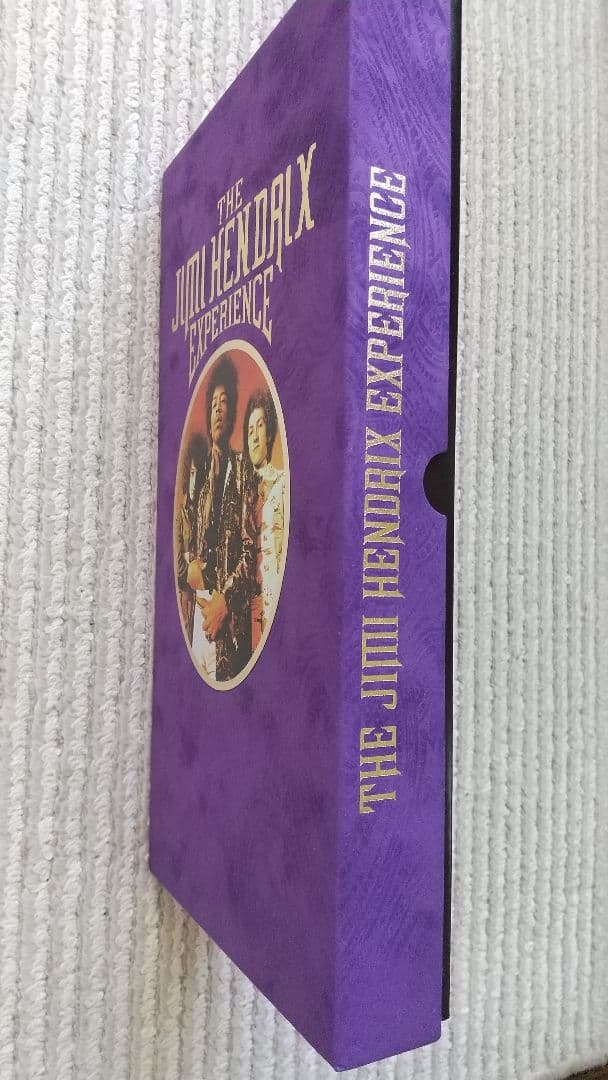 THE
JIMI HENDRIX
EXPERIENCE
THE JIMI HENDRIX EXPERIENCE